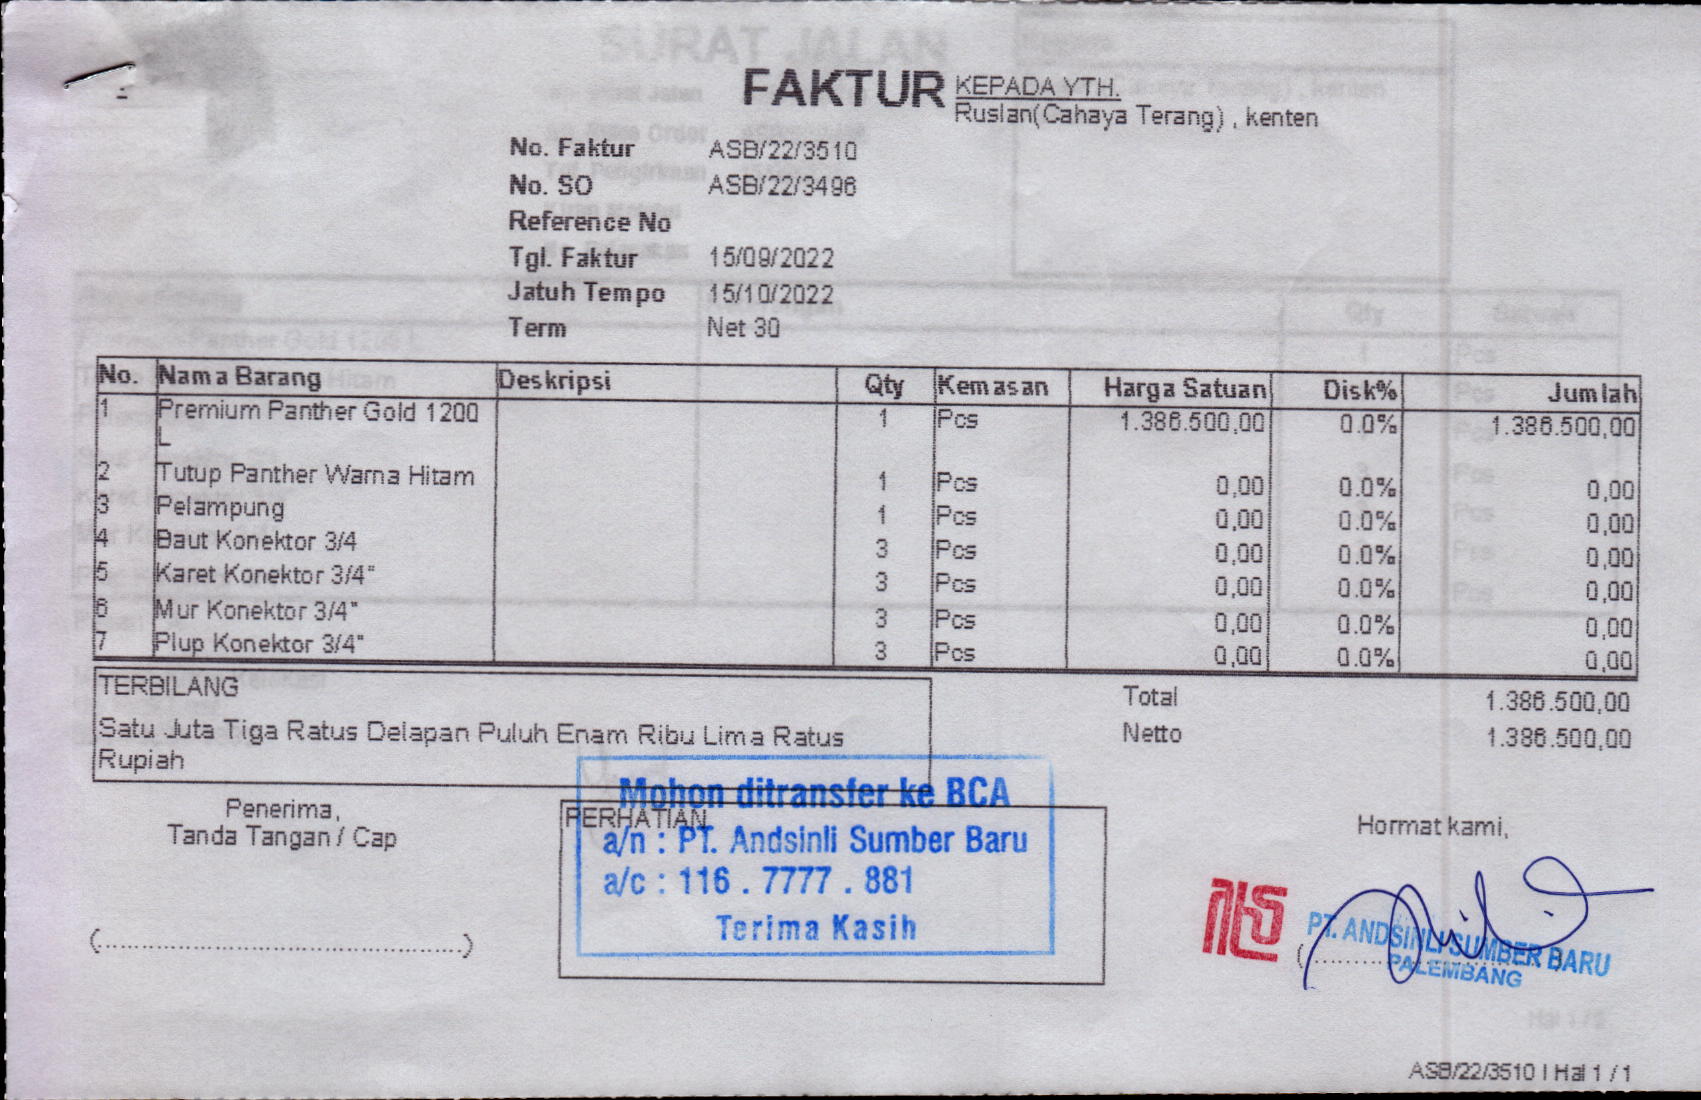 SURAT JALAN
FAKTUR
KEPADA YTH.
Ruslan(Cahaya Terang) , kenten
No. Faktur ASB/22/3510
No. SO ASB/22/3496
Reference No
Tgl. Faktur 15/09/2022
Jatuh Tempo 15/10/2022
Term Net 30
No. Nama Barang Deskripsi Qty Kemasan Harga Satuan Disk% Jumlah
1 Premium Panther Gold 1200 1 Pcs 1.386.500,00 0.0% 1.386.500,00
L
2 Tutup Panther Warna Hitam 1 Pcs 0,00 0.0% 0,00
3 Pelampung 1 Pcs 0,00 0.0% 0,00
4 Baut Konektor 3/4 3 Pcs 0,00 0.0% 0,00
5 Karet Konektor 3/4" 3 Pcs 0,00 0.0% 0,00
6 Mur Konektor 3/4" 3 Pcs 0,00 0.0% 0,00
7 Plup Konektor 3/4" 3 Pcs 0,00 0.0% 0,00
TERBILANG
Satu Juta Tiga Ratus Delapan Puluh Enam Ribu Lima Ratus
Rupiah
Total 1.386.500,00
Netto 1.386.500,00
Penerima,
Tanda Tangan / Cap
(................................................)
PERHATIAN
Mohon ditransfer ke BCA
a/n : PT. Andsinli Sumber Baru
a/c : 116 . 7777 . 881
Terima Kasih
Hormat kami,
PT. ANDSINLI SUMBER BARU
PALEMBANG
ASB/22/3510 | Hal 1 / 1